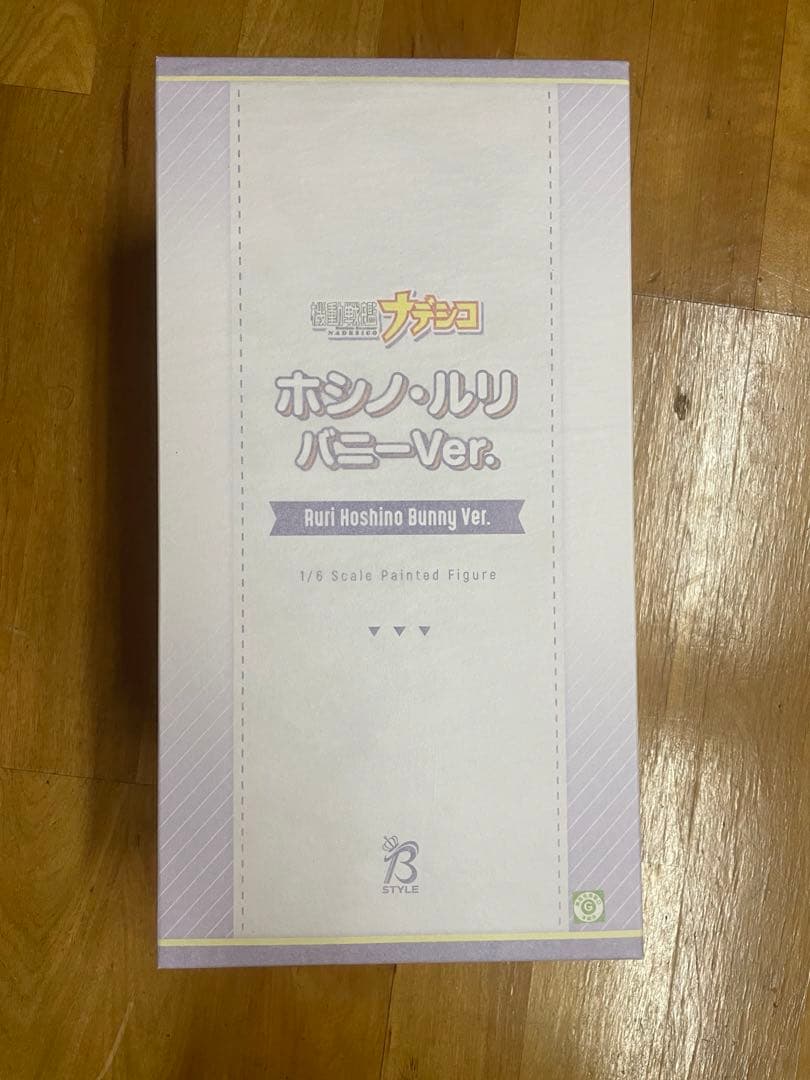 機動戦艦ナデシコ
NADESICO
ホシノ・ルリ
バニーVer.
Ruri Hoshino Bunny Ver.
1/6 Scale Painted Figure
B
STYLE
G